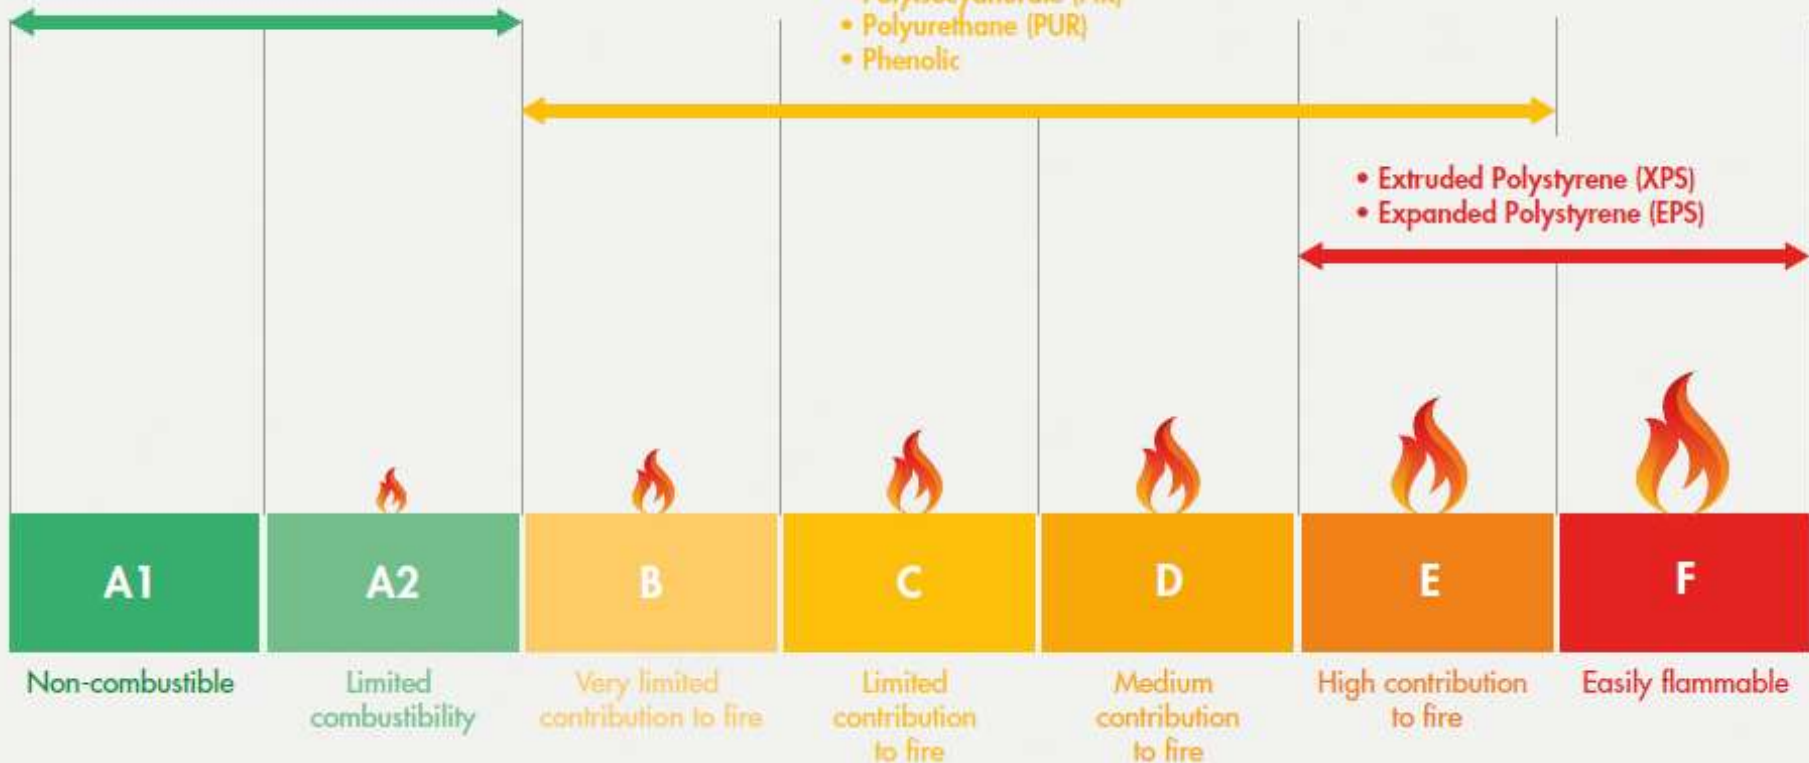 • Polyurethane (PUR)
• Phenolic
• Extruded Polystyrene (XPS)
• Expanded Polystyrene (EPS)
A1
A2
B
C
D
E
F
Non-combustible
Limited
combustibility
Very limited
contribution to fire
Limited
contribution
to fire
Medium
contribution
to fire
High contribution
to fire
Easily flammable